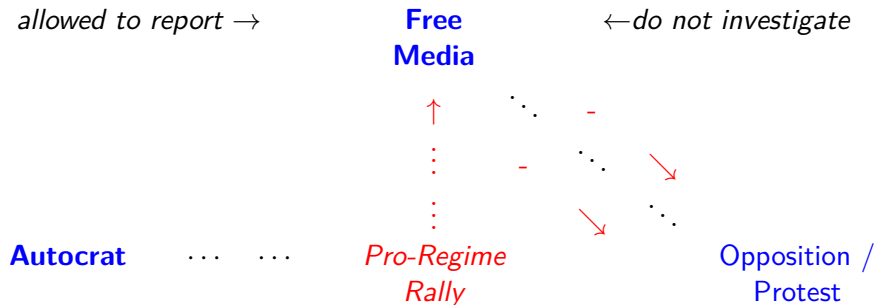 allowed to report → Free ←do not investigate
Media
↑ ⋱ -
⋮ - ⋱ ↘
⋮ ↘ ⋱
Autocrat ··· ··· Pro-Regime Opposition /
Rally Protest